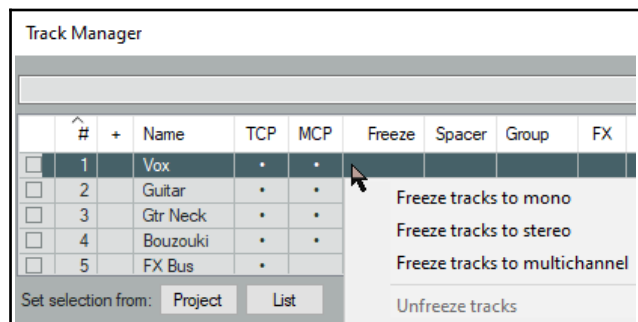 Track Manager
# + Name TCP MCP Freeze Spacer Group FX
1 Vox • •
2 Guitar • •
3 Gtr Neck • •
4 Bouzouki • •
5 FX Bus •
Freeze tracks to mono
Freeze tracks to stereo
Freeze tracks to multichannel
Unfreeze tracks
Set selection from: Project List